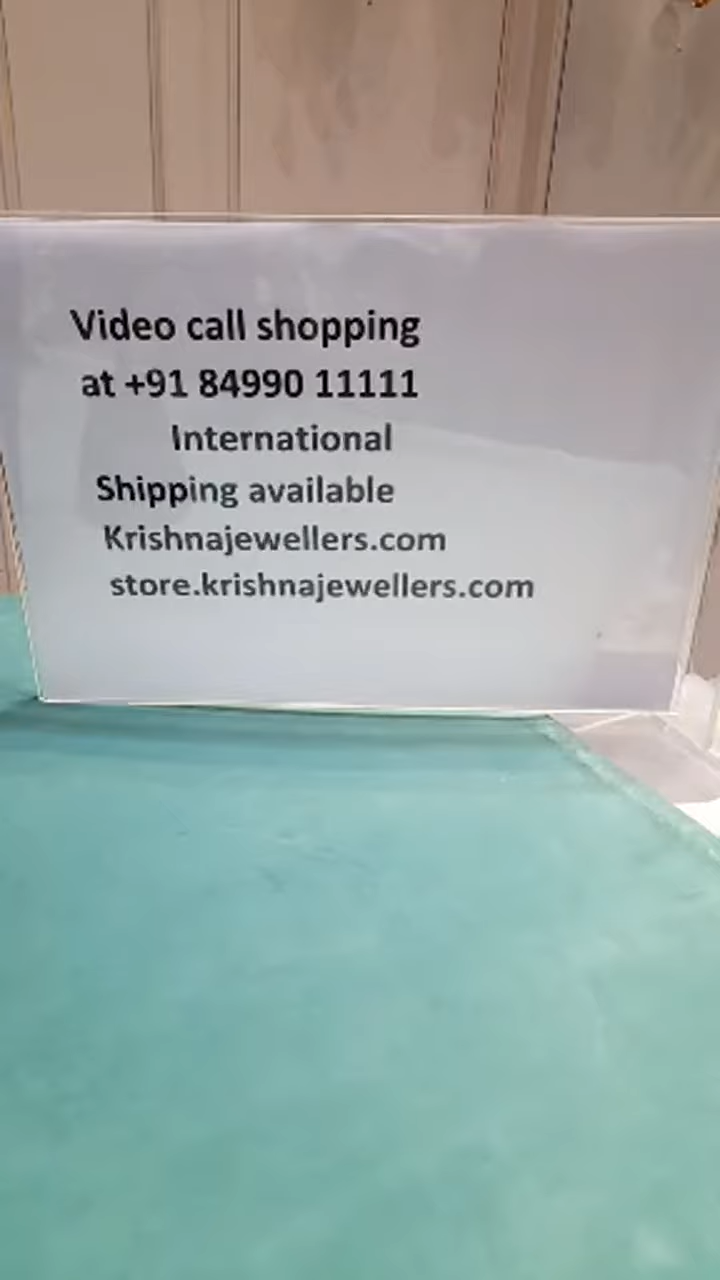 Video call shopping
at +91 84990 11111
International
Shipping available
Krishnajewellers.com
store.krishnajewellers.com